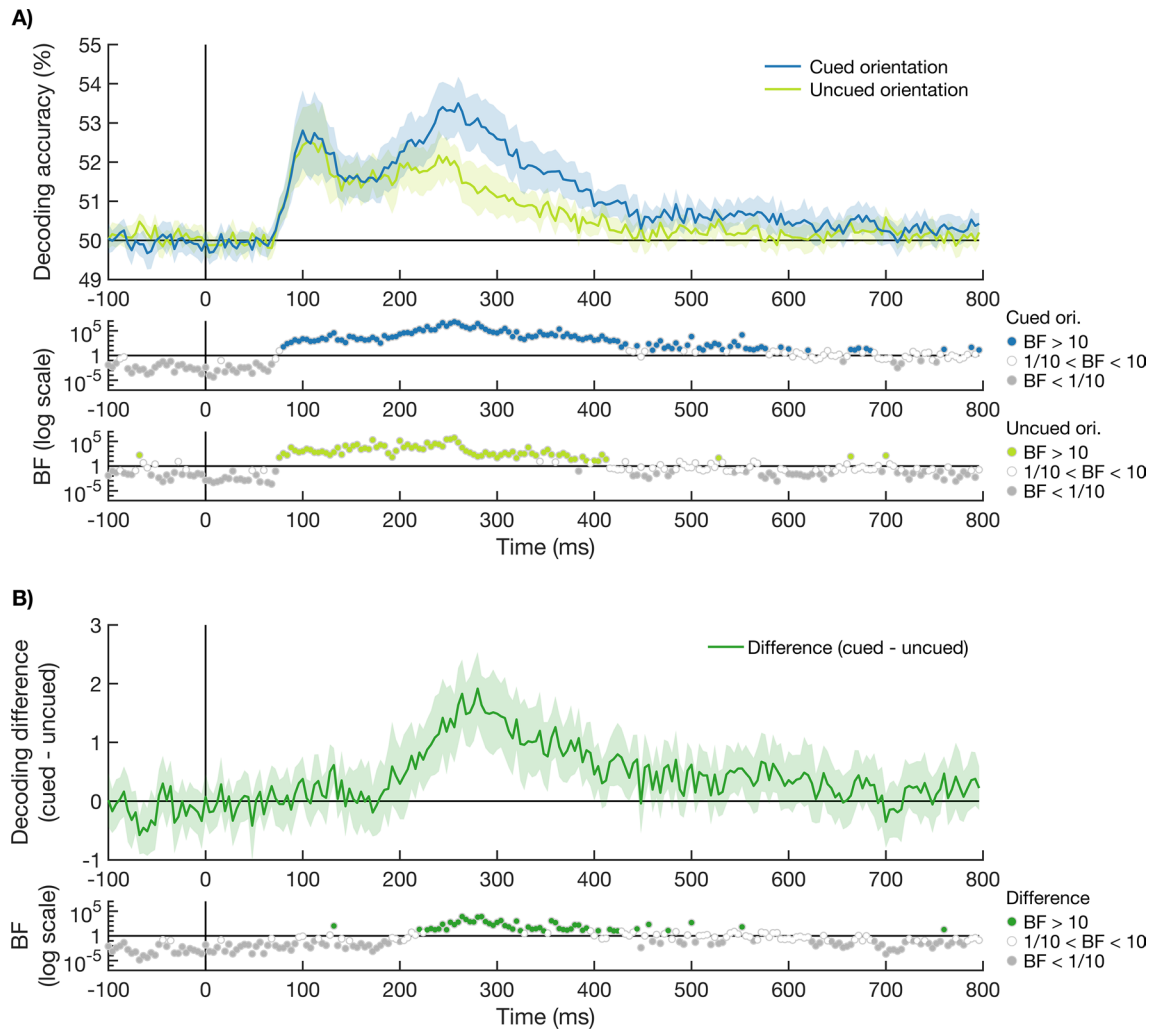 A)
Decoding accuracy (%)
55
54
53
52
51
50
49
Cued orientation
Uncued orientation
-100 0 100 200 300 400 500 600 700 800
BF (log scale)
10^5
1
10^-5
Cued ori.
BF > 10
1/10 < BF < 10
BF < 1/10
-100 0 100 200 300 400 500 600 700 800
10^5
1
10^-5
Uncued ori.
BF > 10
1/10 < BF < 10
BF < 1/10
-100 0 100 200 300 400 500 600 700 800
Time (ms)
B)
Decoding difference
(cued - uncued)
3
2
1
0
-1
Difference (cued - uncued)
-100 0 100 200 300 400 500 600 700 800
BF
(log scale)
10^5
1
10^-5
Difference
BF > 10
1/10 < BF < 10
BF < 1/10
-100 0 100 200 300 400 500 600 700 800
Time (ms)